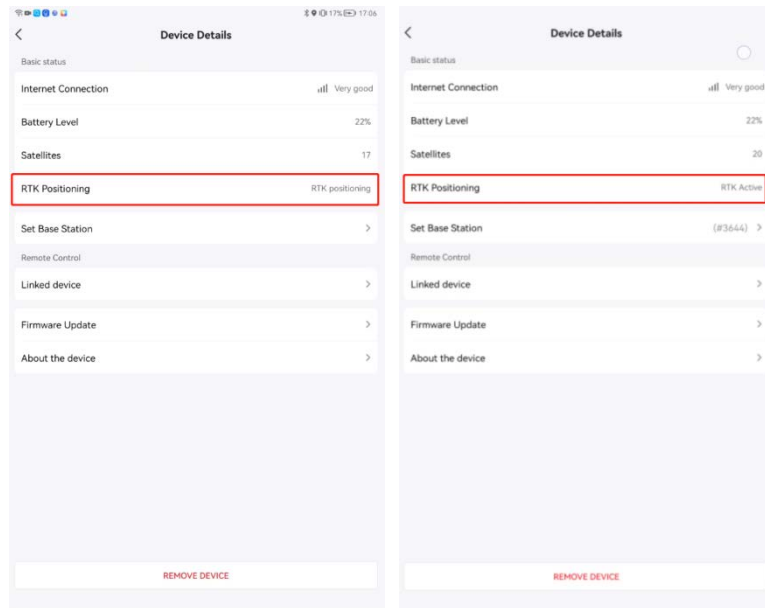 17% 17:06
Device Details
Basic status
Internet Connection Very good
Battery Level 22%
Satellites 17
RTK Positioning RTK positioning
Set Base Station
Remote Control
Linked device
Firmware Update
About the device
REMOVE DEVICE
Device Details
Basic status
Internet Connection Very good
Battery Level 22%
Satellites 20
RTK Positioning RTK Active
Set Base Station (#3644)
Remote Control
Linked device
Firmware Update
About the device
REMOVE DEVICE